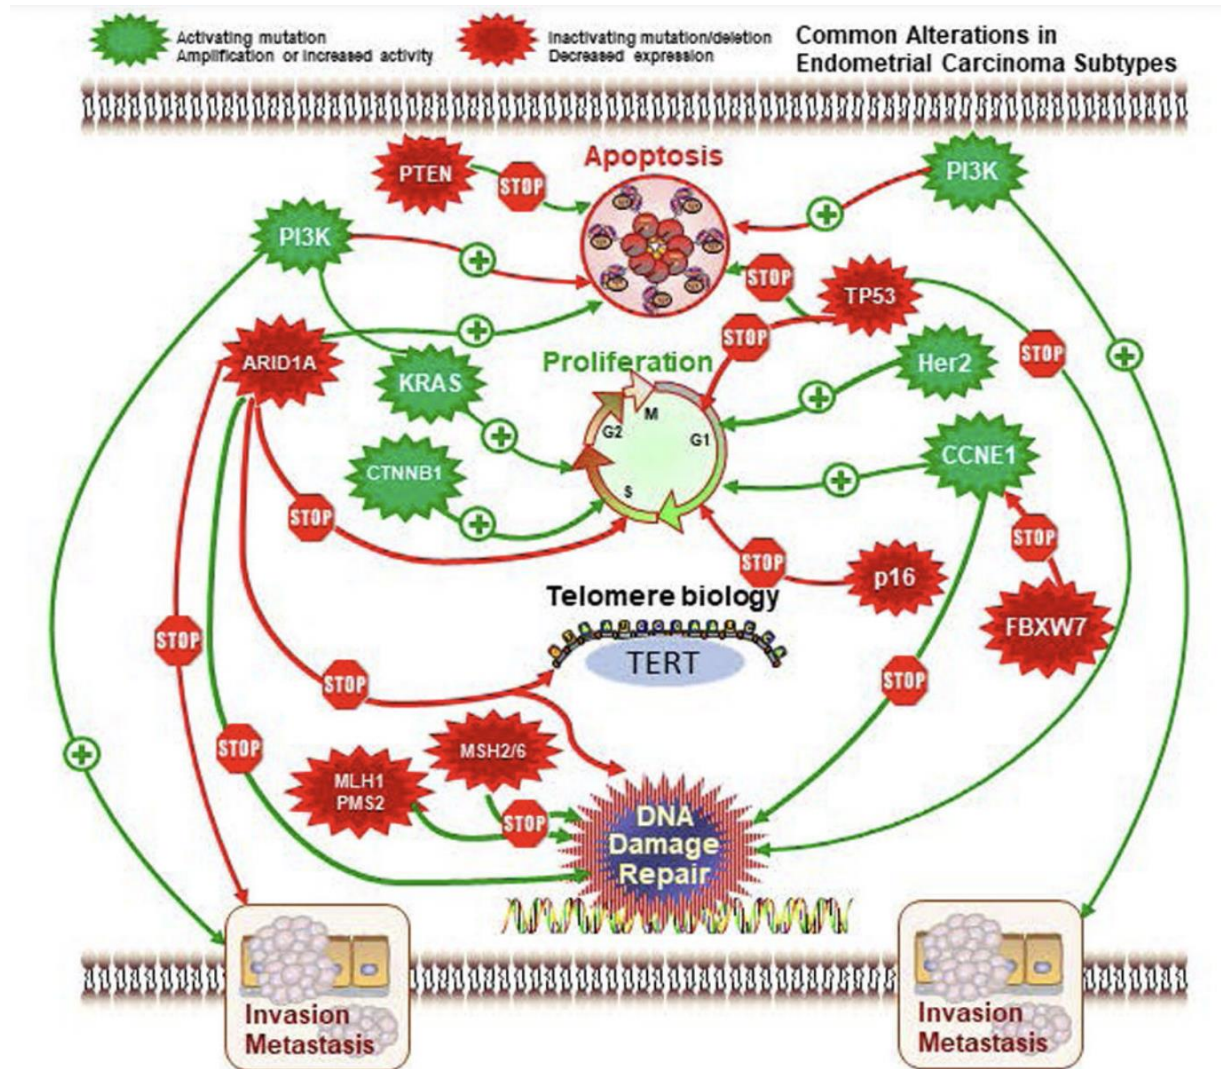 Activating mutation
Amplification or increased activity
Inactivating mutation/deletion
Decreased expression
Common Alterations in
Endometrial Carcinoma Subtypes
PTEN
STOP
Apoptosis
PI3K
PI3K
STOP
TP53
STOP
STOP
ARID1A
KRAS
Proliferation
Her2
M
G2
G1
S
CTNNB1
CCNE1
STOP
STOP
STOP
p16
FBXW7
Telomere biology
TERT
STOP
STOP
STOP
STOP
MSH2/6
MLH1
PMS2
STOP
DNA
Damage
Repair
Invasion
Metastasis
Invasion
Metastasis